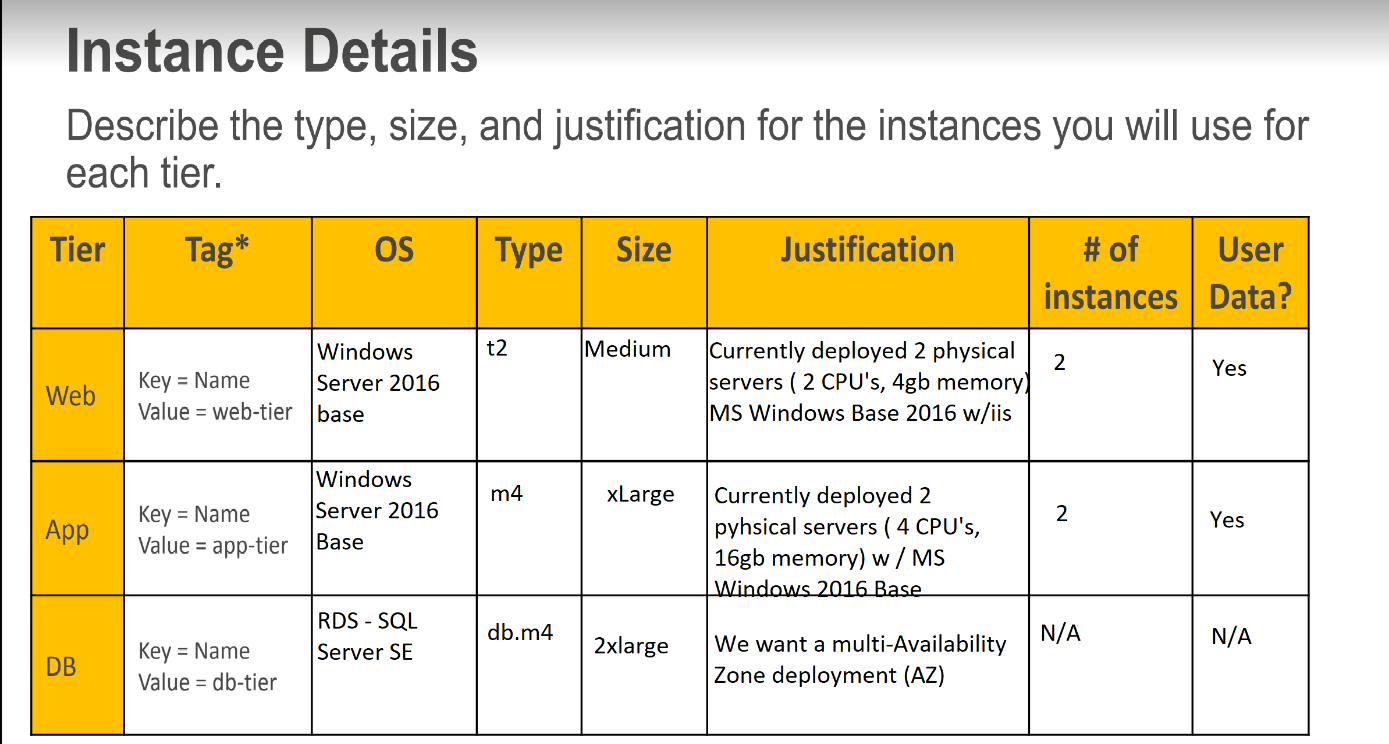 Instance Details
Describe the type, size, and justification for the instances you will use for
each tier.
Tier
Tag*
OS
Type
Size
Justification
# of
instances
User
Data?
Web
Key = Name
Value = web-tier
Windows
Server 2016
base
t2
Medium
Currently deployed 2 physical
servers ( 2 CPU's, 4gb memory)
MS Windows Base 2016 w/iis
2
Yes
App
Key = Name
Value = app-tier
Windows
Server 2016
Base
m4
xLarge
Currently deployed 2
pyhsical servers ( 4 CPU's,
16gb memory) w / MS
Windows 2016 Base
2
Yes
DB
Key = Name
Value = db-tier
RDS - SQL
Server SE
db.m4
2xlarge
We want a multi-Availability
Zone deployment (AZ)
N/A
N/A